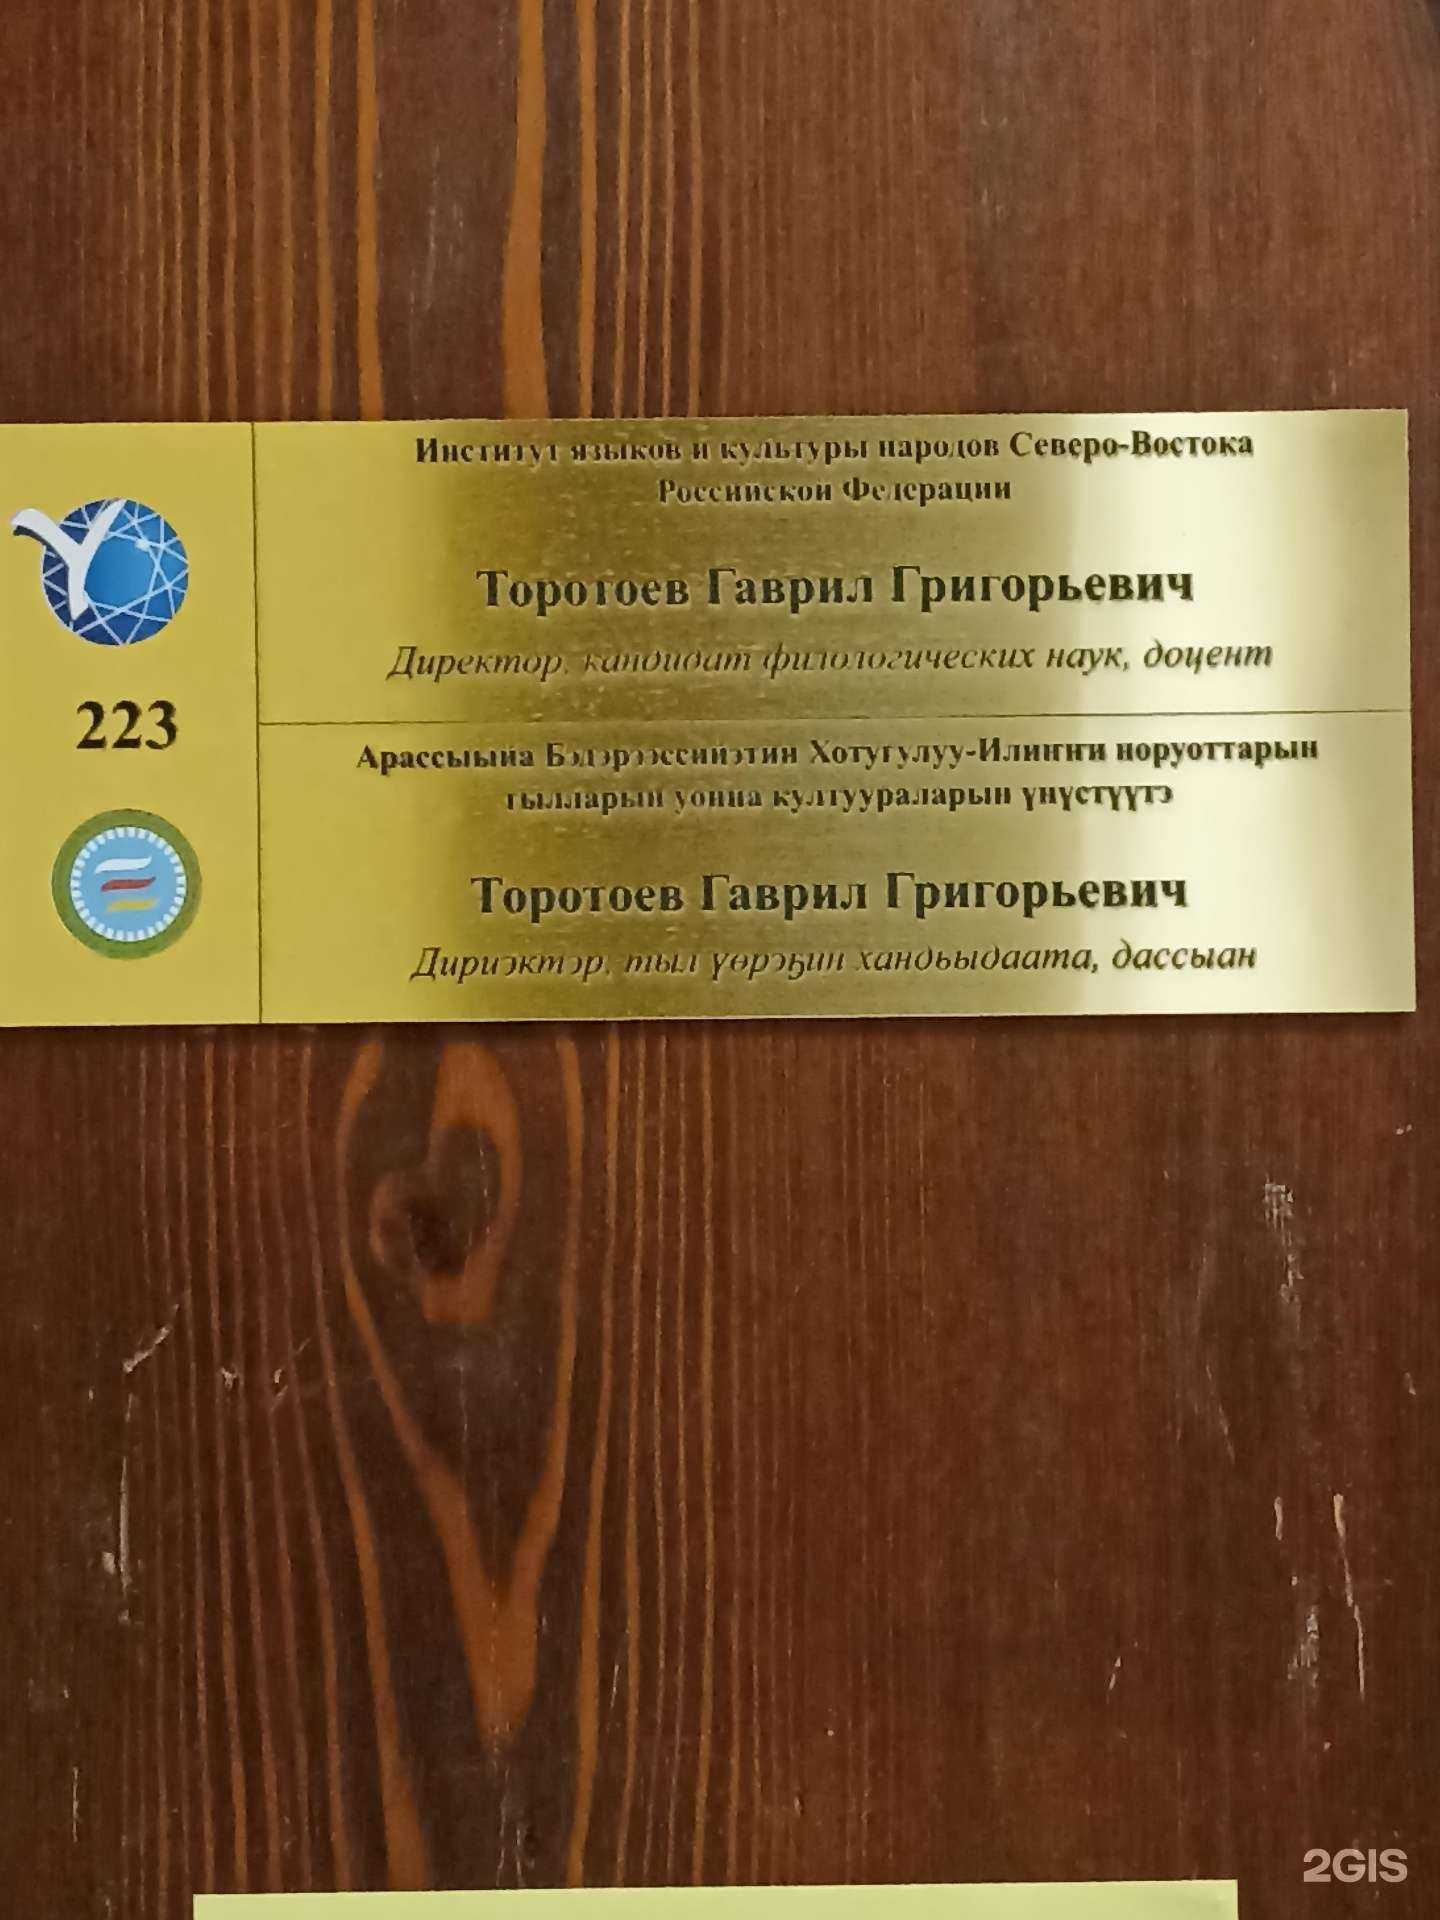 Институт языков и культуры народов Северо-Востока
Российской Федерации
Торотоев Гаврил Григорьевич
Директор, кандидат филологических наук, доцент
223
Арассыыйа Бэдэрээссийэтин Хотугулуу-Илиҥҥи норуоттарын
тылларын уонна култуураларын үнүстүүтэ
Торотоев Гаврил Григорьевич
Дириэктэр, тыл үөрэҕин хандьыдаата, дассыан
2GIS